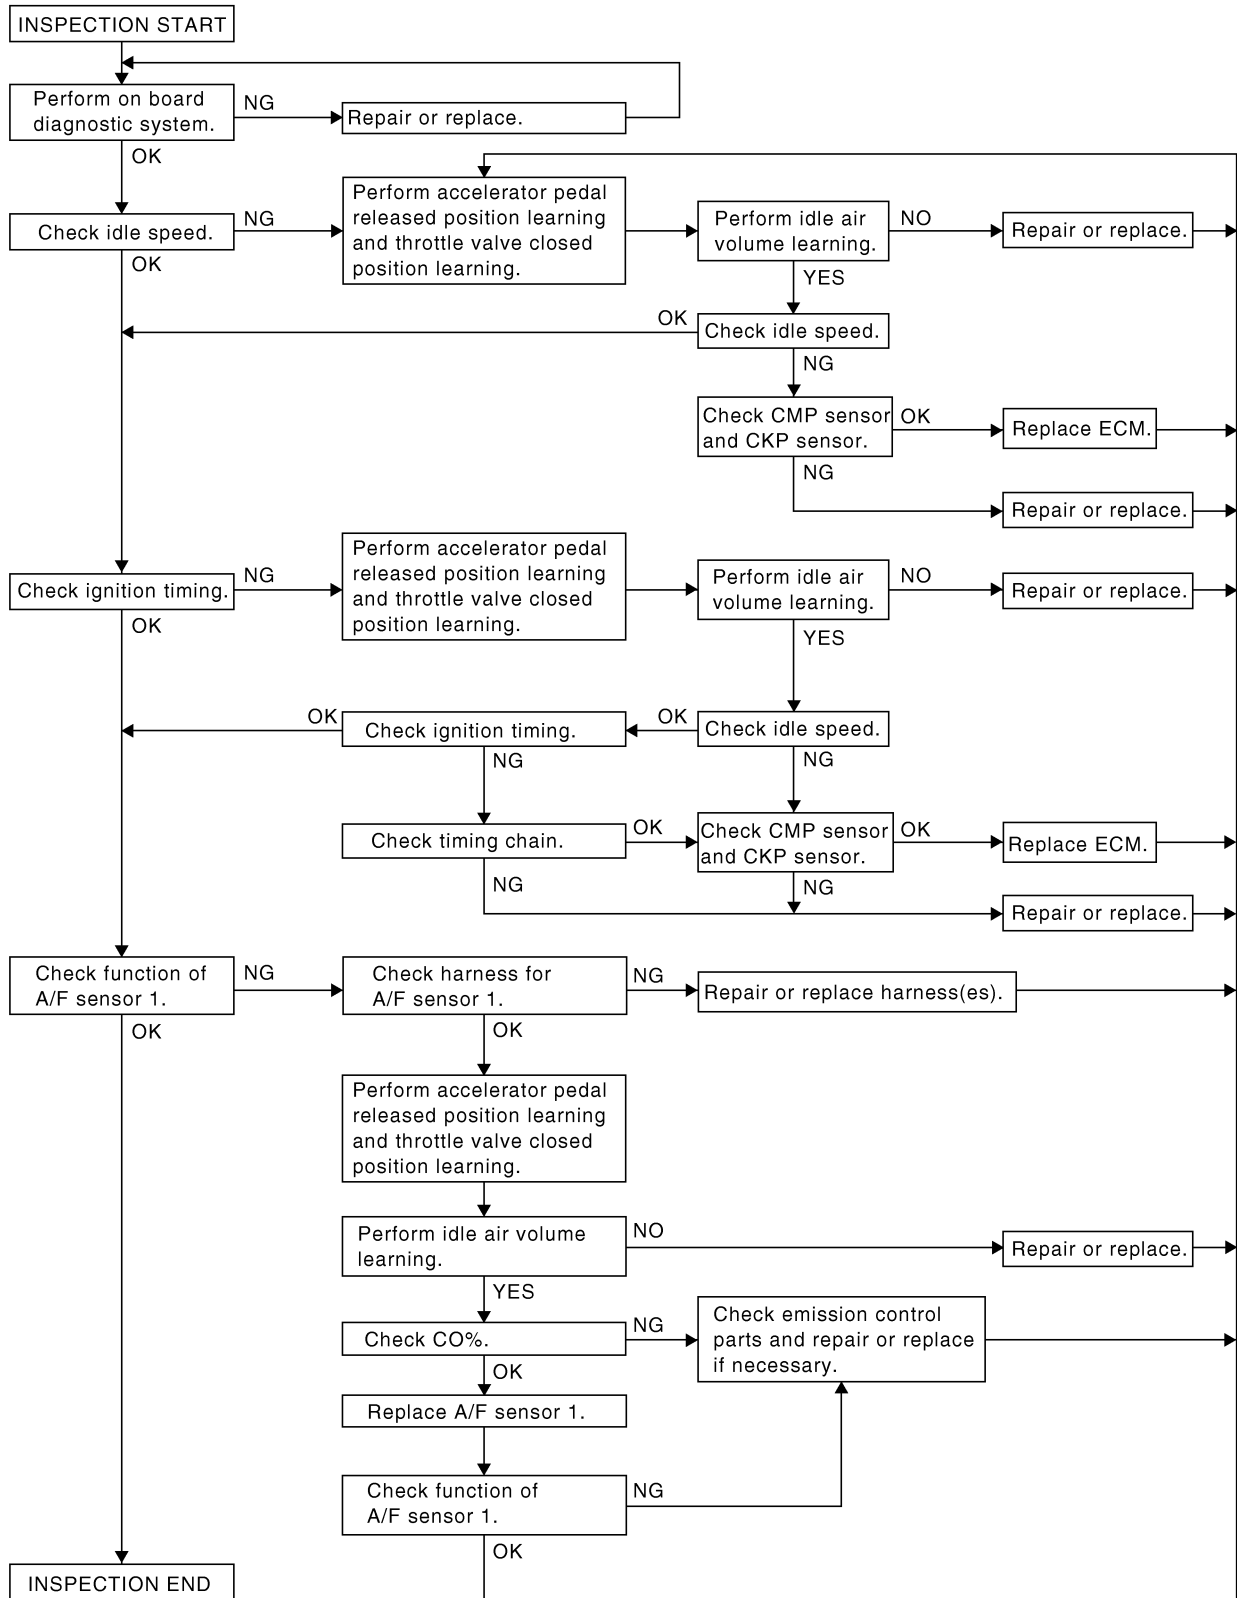 INSPECTION START
Perform on board
diagnostic system.
NG
Repair or replace.
OK
Check idle speed.
NG
Perform accelerator pedal
released position learning
and throttle valve closed
position learning.
Perform idle air
volume learning.
NO
Repair or replace.
OK
YES
OK
Check idle speed.
NG
Check CMP sensor
and CKP sensor.
OK
Replace ECM.
NG
Repair or replace.
Check ignition timing.
NG
Perform accelerator pedal
released position learning
and throttle valve closed
position learning.
Perform idle air
volume learning.
NO
Repair or replace.
OK
YES
OK
Check ignition timing.
OK
Check idle speed.
NG
NG
Check timing chain.
OK
Check CMP sensor
and CKP sensor.
OK
Replace ECM.
NG
NG
Repair or replace.
Check function of
A/F sensor 1.
NG
Check harness for
A/F sensor 1.
NG
Repair or replace harness(es).
OK
OK
Perform accelerator pedal
released position learning
and throttle valve closed
position learning.
Perform idle air volume
learning.
NO
Repair or replace.
YES
Check CO%.
NG
Check emission control
parts and repair or replace
if necessary.
OK
Replace A/F sensor 1.
Check function of
A/F sensor 1.
NG
OK
INSPECTION END